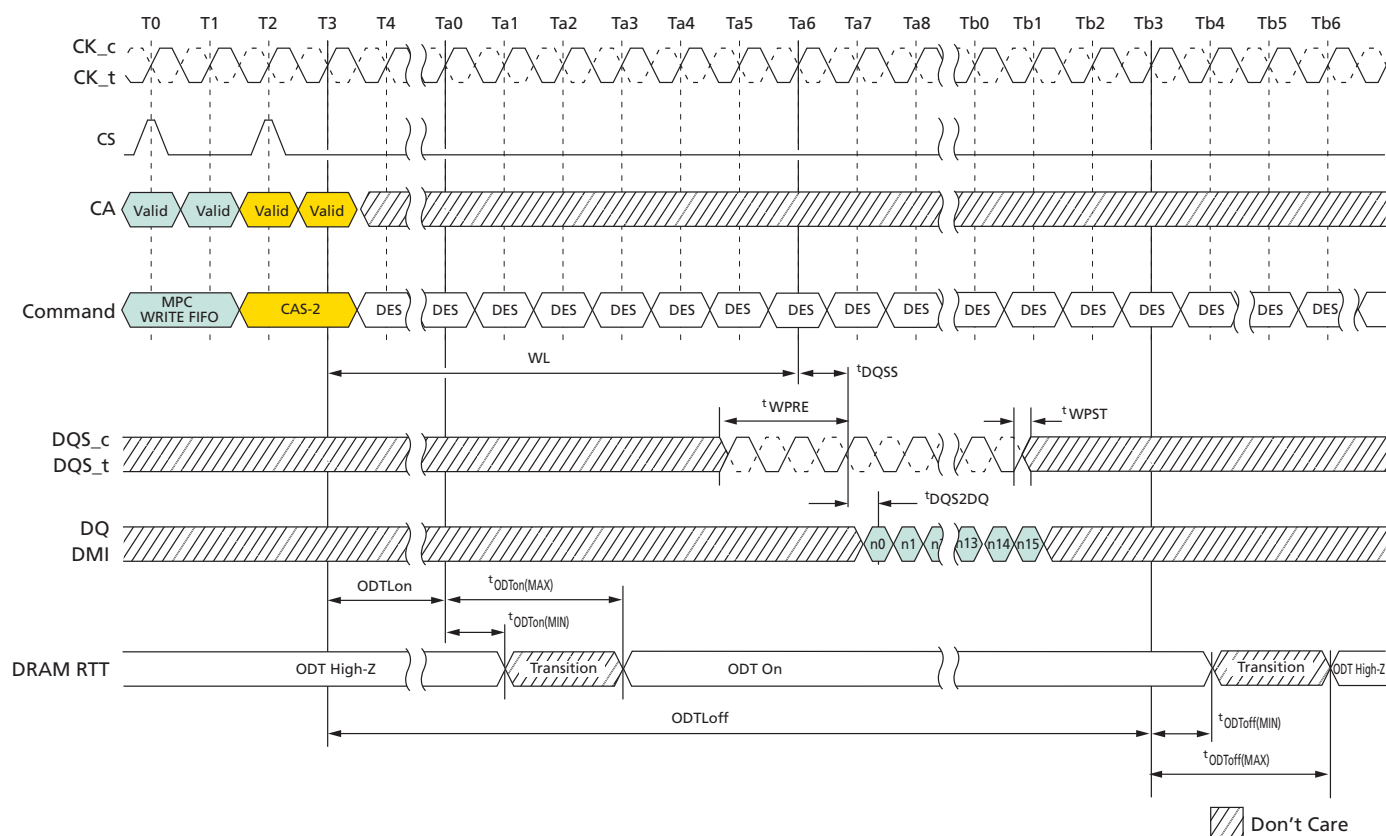 T0 T1 T2 T3 T4 Ta0 Ta1 Ta2 Ta3 Ta4 Ta5 Ta6 Ta7 Ta8 Tb0 Tb1 Tb2 Tb3 Tb4 Tb5 Tb6
CK_c
CK_t
CS
CA Valid Valid Valid Valid
Command MPC WRITE FIFO CAS-2 DES DES DES DES DES DES DES DES DES DES DES DES DES DES DES DES DES
WL tDQSS
tWPRE tWPST
DQS_c
DQS_t
tDQS2DQ
DQ
DMI
n0 n1 n n13 n14 n15
ODTLon tODTon(MAX)
tODTon(MIN)
DRAM RTT ODT High-Z Transition ODT On Transition ODT High-Z
ODTLoff tODToff(MIN)
tODToff(MAX)
Don't Care